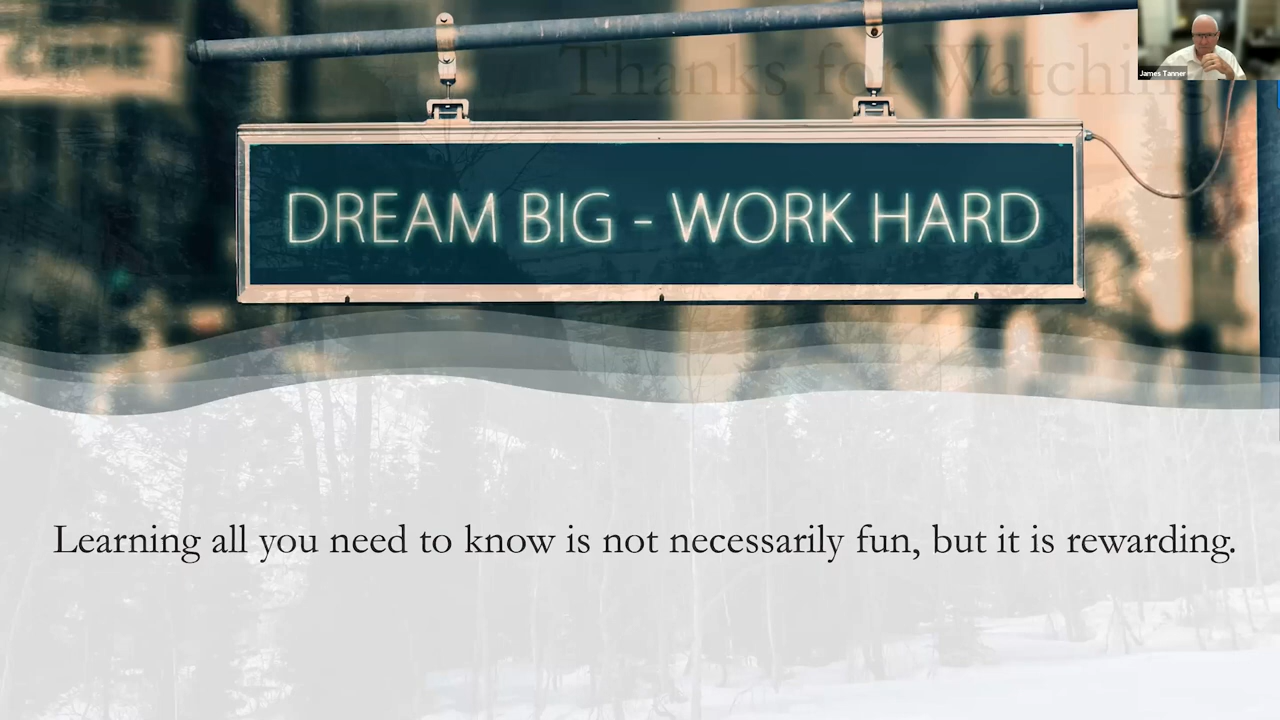 Thanks for Watching
James Tanner
DREAM BIG - WORK HARD
Learning all you need to know is not necessarily fun, but it is rewarding.